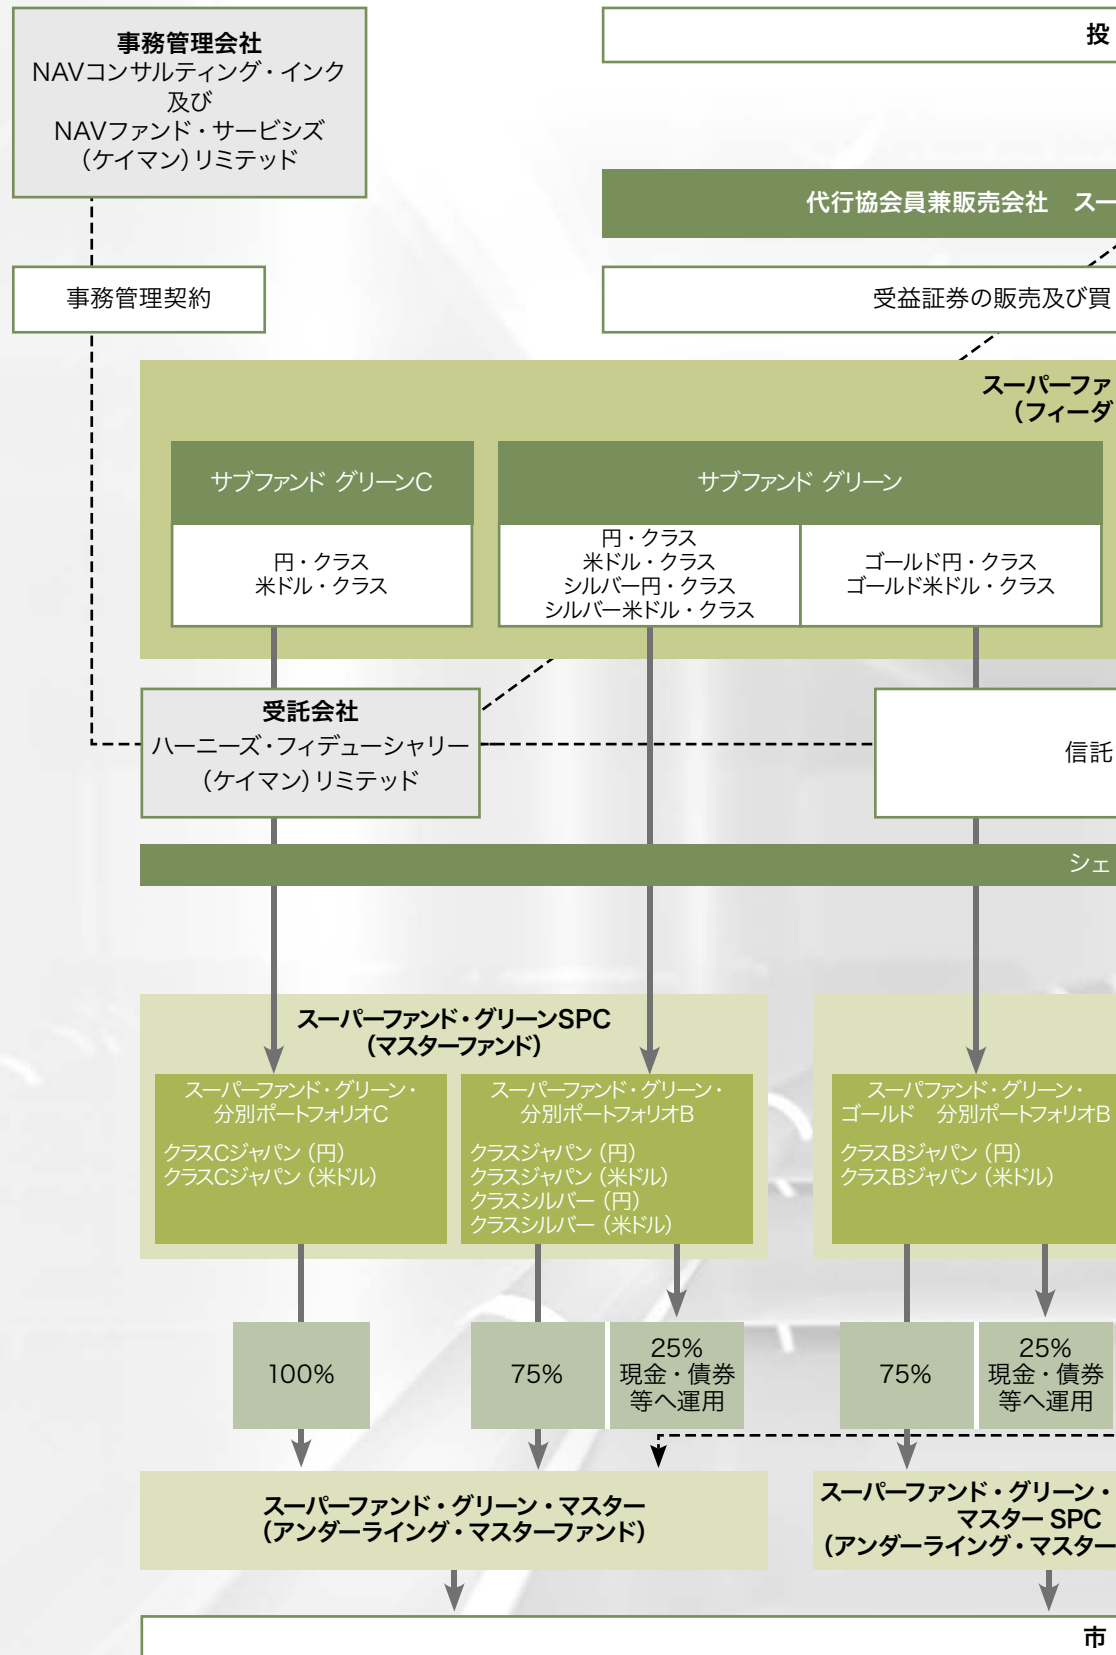 事務管理会社
NAVコンサルティング・インク
及び
NAVファンド・サービシズ
(ケイマン)リミテッド
投
代行協会員兼販売会社　スー
事務管理契約
受益証券の販売及び買
スーパーファ
(フィーダ
サブファンド グリーンC
サブファンド グリーン
円・クラス
米ドル・クラス
円・クラス
米ドル・クラス
シルバー円・クラス
シルバー米ドル・クラス
ゴールド円・クラス
ゴールド米ドル・クラス
受託会社
ハーニーズ・フィデューシャリー
(ケイマン)リミテッド
信託
シェ
スーパーファンド・グリーンSPC
(マスターファンド)
スーパーファンド・グリーン・
分別ポートフォリオC
クラスCジャパン (円)
クラスCジャパン (米ドル)
スーパーファンド・グリーン・
分別ポートフォリオB
クラスジャパン (円)
クラスジャパン (米ドル)
クラスシルバー (円)
クラスシルバー (米ドル)
スーパファンド・グリーン・
ゴールド　分別ポートフォリオB
クラスBジャパン (円)
クラスBジャパン (米ドル)
100%
75%
25%
現金・債券
等へ運用
75%
25%
現金・債券
等へ運用
スーパーファンド・グリーン・マスター
(アンダーライング・マスターファンド)
スーパーファンド・グリーン・
マスター SPC
(アンダーライング・マスター
市